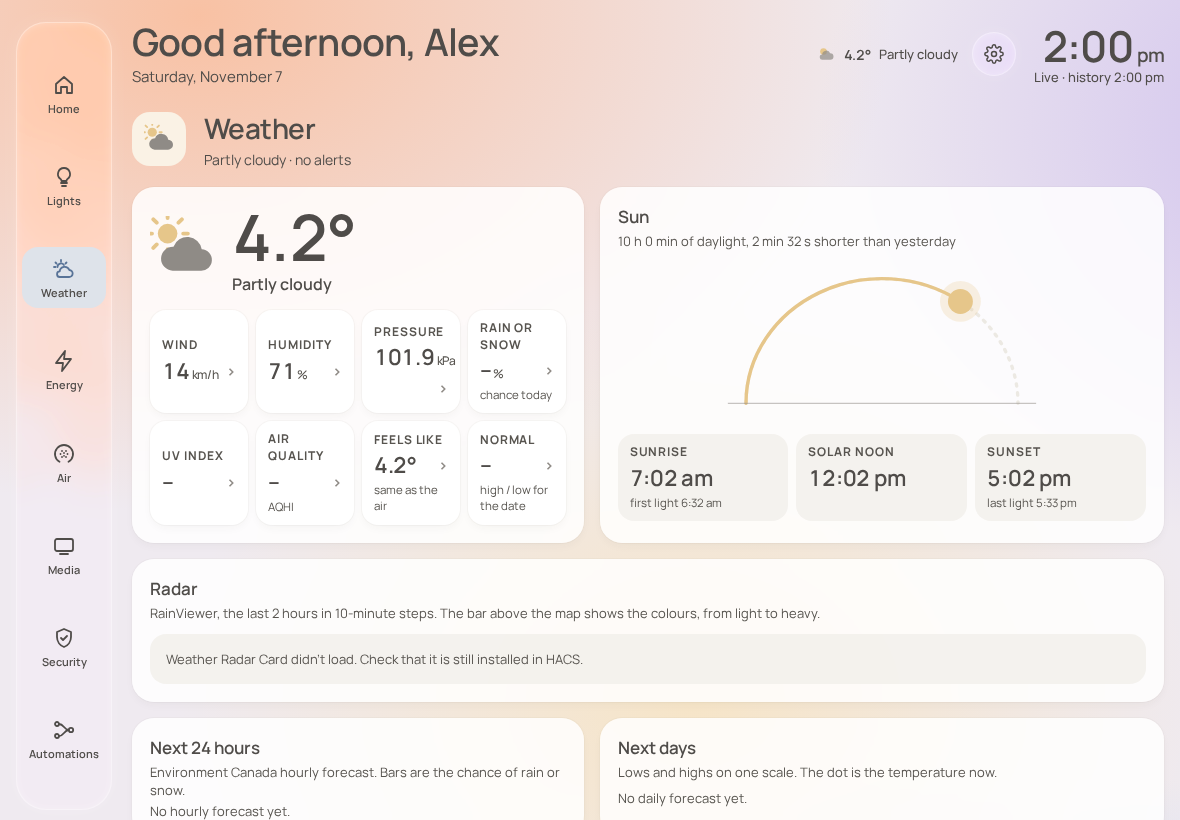 Good afternoon, Alex
Saturday, November 7
4.2° Partly cloudy
2:00 pm
Live · history 2:00 pm
Home
Lights
Weather
Energy
Air
Media
Security
Automations
Weather
Partly cloudy · no alerts
4.2°
Partly cloudy
WIND
14 km/h
HUMIDITY
71 %
PRESSURE
101.9 kPa
RAIN OR
SNOW
– %
chance today
UV INDEX
–
AIR
QUALITY
–
AQHI
FEELS LIKE
4.2°
same as the
air
NORMAL
–
high / low for
the date
Sun
10 h 0 min of daylight, 2 min 32 s shorter than yesterday
SUNRISE
7:02 am
first light 6:32 am
SOLAR NOON
12:02 pm
SUNSET
5:02 pm
last light 5:33 pm
Radar
RainViewer, the last 2 hours in 10-minute steps. The bar above the map shows the colours, from light to heavy.
Weather Radar Card didn't load. Check that it is still installed in HACS.
Next 24 hours
Environment Canada hourly forecast. Bars are the chance of rain or
snow.
No hourly forecast yet.
Next days
Lows and highs on one scale. The dot is the temperature now.
No daily forecast yet.